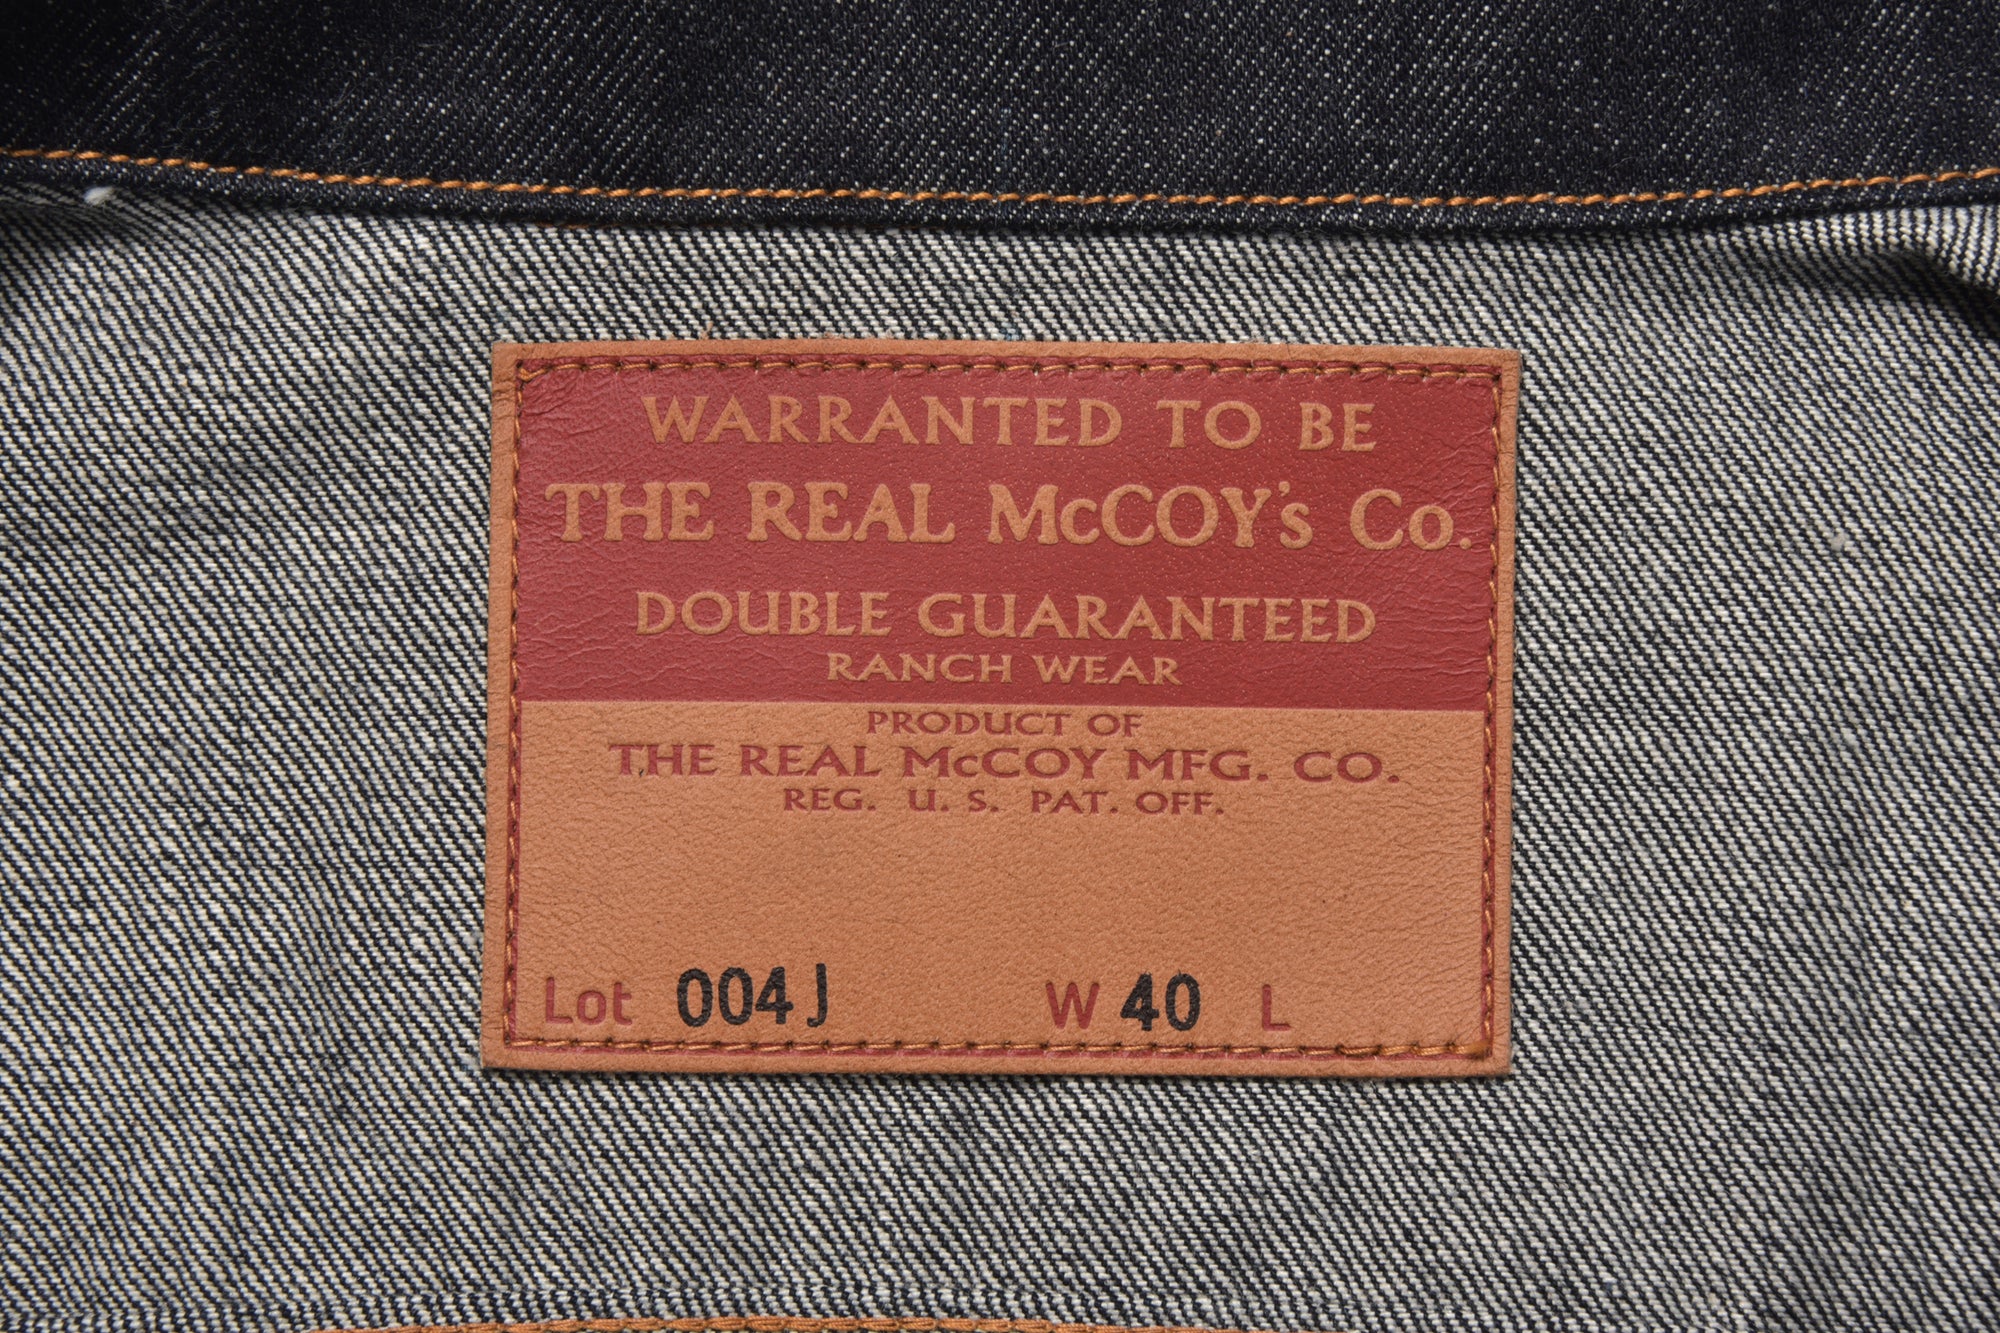 WARRANTED TO BE
THE REAL McCOY's Co.
DOUBLE GUARANTEED
RANCH WEAR
PRODUCT OF
THE REAL McCOY MFG. CO.
REG. U. S. PAT. OFF.
Lot 004J W 40 L